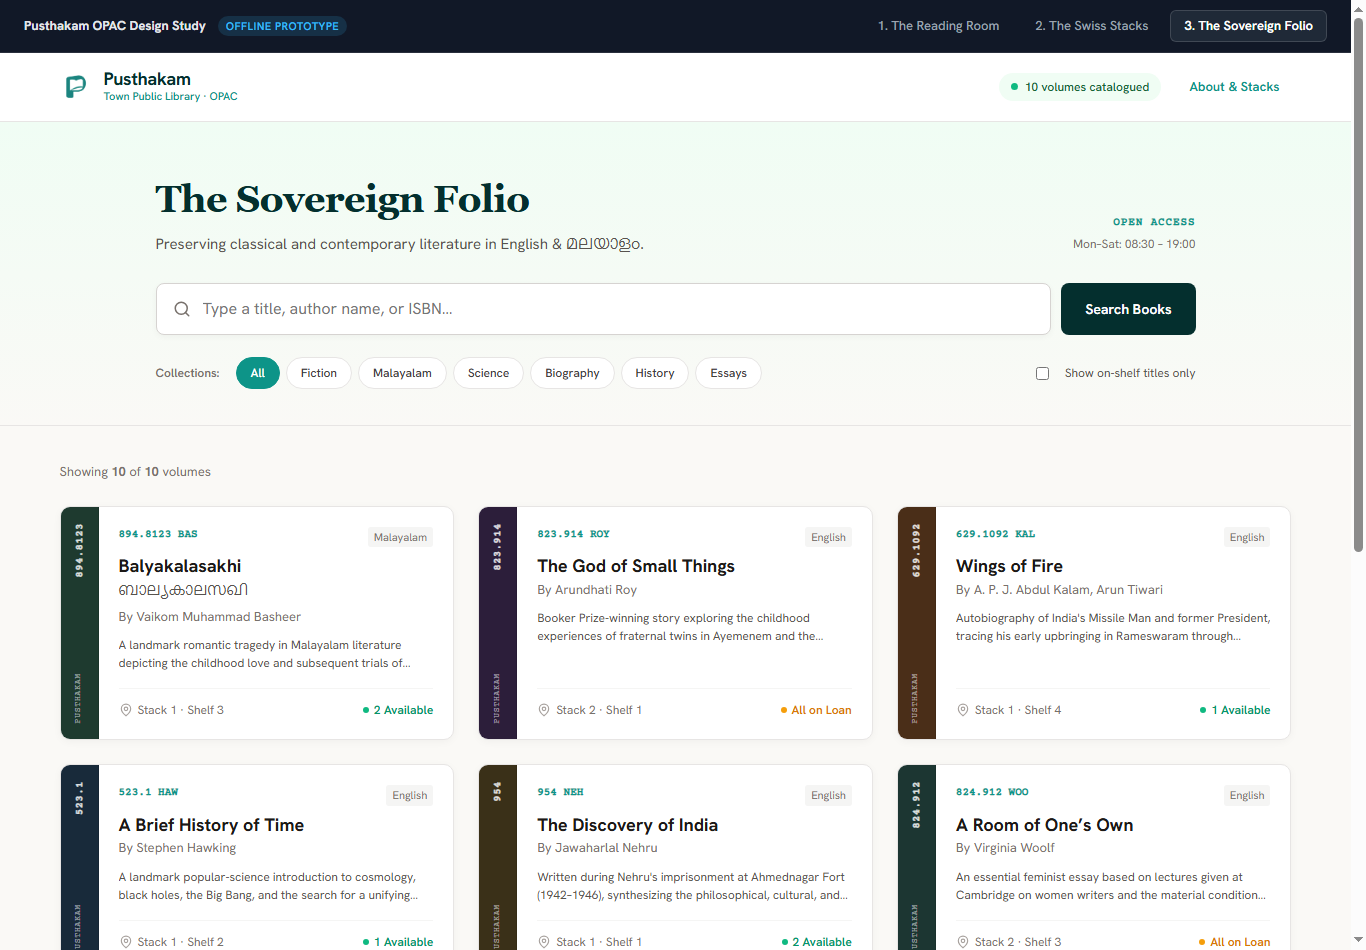 Pusthakam OPAC Design Study
OFFLINE PROTOTYPE
1. The Reading Room
2. The Swiss Stacks
3. The Sovereign Folio
Pusthakam
Town Public Library · OPAC
10 volumes catalogued
About & Stacks
The Sovereign Folio
Preserving classical and contemporary literature in English & മലയാളം.
OPEN ACCESS
Mon–Sat: 08:30 – 19:00
Type a title, author name, or ISBN...
Search Books
Collections:
All
Fiction
Malayalam
Science
Biography
History
Essays
Show on-shelf titles only
Showing 10 of 10 volumes
894.8123
PUSTHAKAM
894.8123 BAS
Malayalam
Balyakalasakhi
ബാല്യകാലസഖി
By Vaikom Muhammad Basheer
A landmark romantic tragedy in Malayalam literature
depicting the childhood love and subsequent trials of...
Stack 1 · Shelf 3
2 Available
823.914
PUSTHAKAM
823.914 ROY
English
The God of Small Things
By Arundhati Roy
Booker Prize-winning story exploring the childhood
experiences of fraternal twins in Ayemenem and the...
Stack 2 · Shelf 1
All on Loan
629.1092
PUSTHAKAM
629.1092 KAL
English
Wings of Fire
By A. P. J. Abdul Kalam, Arun Tiwari
Autobiography of India's Missile Man and former President,
tracing his early upbringing in Rameswaram through...
Stack 1 · Shelf 4
1 Available
523.1
USTHAKAM
523.1 HAW
English
A Brief History of Time
By Stephen Hawking
A landmark popular-science introduction to cosmology,
black holes, the Big Bang, and the search for a unifying...
Stack 1 · Shelf 2
1 Available
954
USTHAKAM
954 NEH
English
The Discovery of India
By Jawaharlal Nehru
Written during Nehru's imprisonment at Ahmednagar Fort
(1942–1946), synthesizing the philosophical, cultural, and...
Stack 1 · Shelf 1
2 Available
824.912
USTHAKAM
824.912 WOO
English
A Room of One’s Own
By Virginia Woolf
An essential feminist essay based on lectures given at
Cambridge on women writers and the material condition...
Stack 2 · Shelf 3
All on Loan